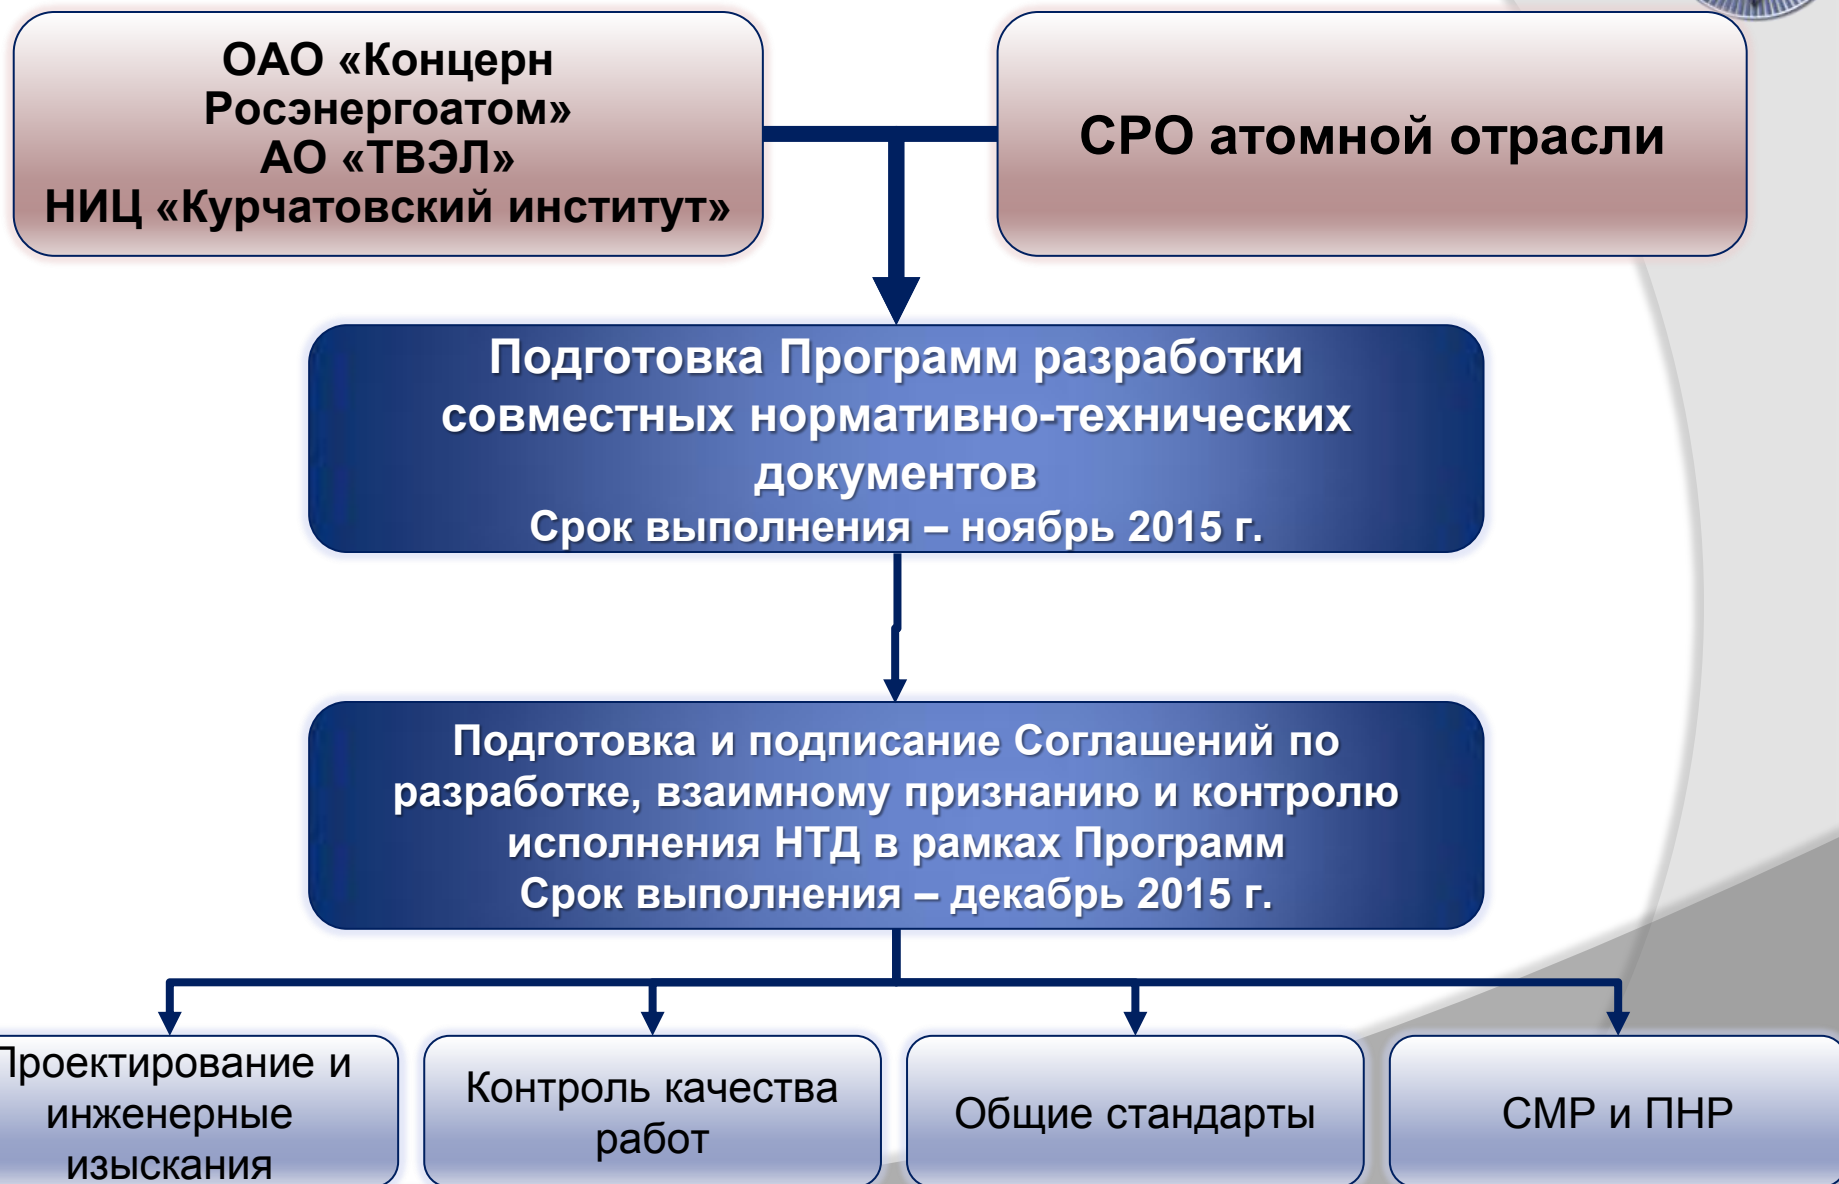 ОАО «Концерн
Росэнергоатом»
АО «ТВЭЛ»
НИЦ «Курчатовский институт»
СРО атомной отрасли
Подготовка Программ разработки
совместных нормативно-технических
документов
Срок выполнения – ноябрь 2015 г.
Подготовка и подписание Соглашений по
разработке, взаимному признанию и контролю
исполнения НТД в рамках Программ
Срок выполнения – декабрь 2015 г.
Проектирование и
инженерные
изыскания
Контроль качества
работ
Общие стандарты
СМР и ПНР